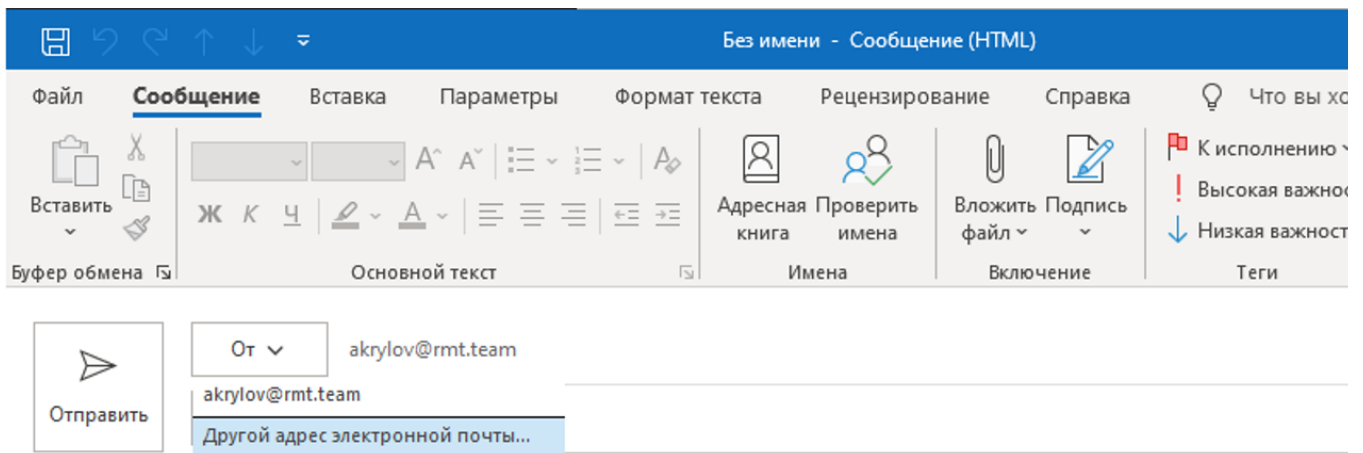 Без имени - Сообщение (HTML)
Файл Сообщение Вставка Параметры Формат текста Рецензирование Справка Что вы хо
Вставить
Ж К Ч
Адресная книга
Проверить имена
Вложить файл
Подпись
К исполнению
Высокая важнос
Низкая важност
Буфер обмена Основной текст Имена Включение Теги
Отправить
От akrylov@rmt.team
akrylov@rmt.team
Другой адрес электронной почты...